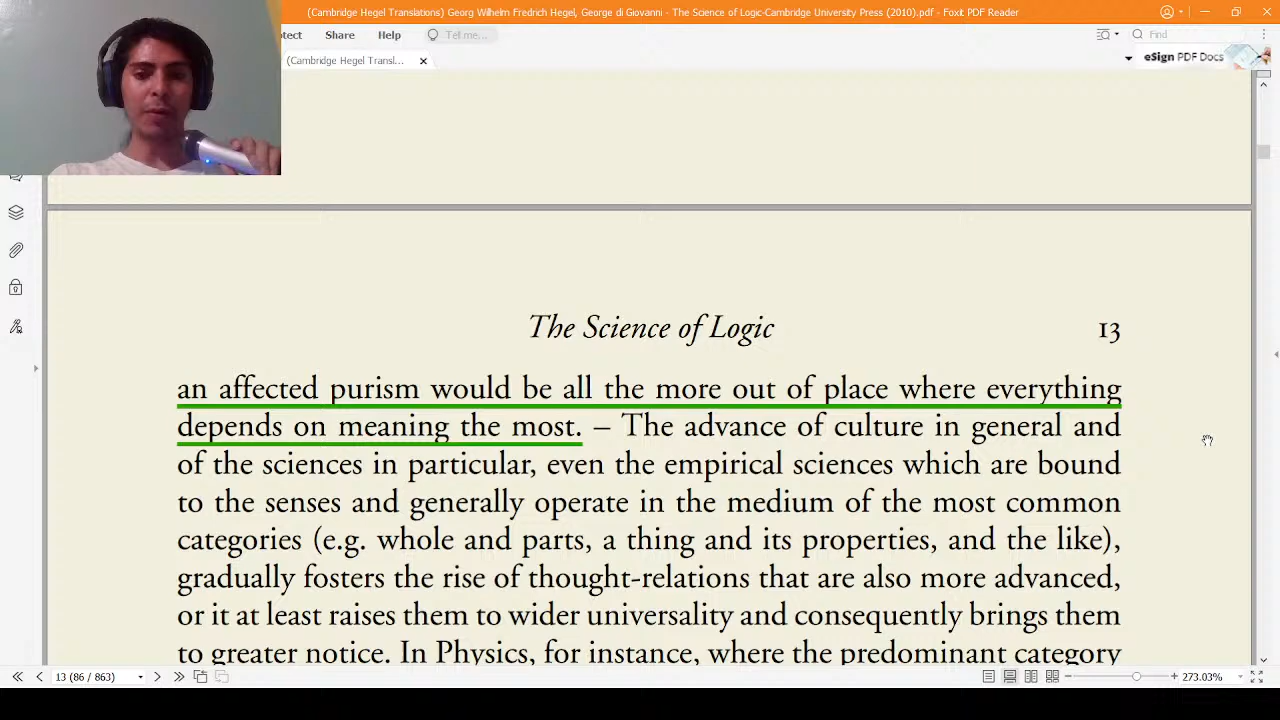 (Cambridge Hegel Translations) Georg Wilhelm Fredrich Hegel, George di Giovanni - The Science of Logic-Cambridge University Press (2010).pdf - Foxit PDF Reader
Share Help Tell me... Find
(Cambridge Hegel Transl... eSign PDF Docs
The Science of Logic 13
an affected purism would be all the more out of place where everything
depends on meaning the most. – The advance of culture in general and
of the sciences in particular, even the empirical sciences which are bound
to the senses and generally operate in the medium of the most common
categories (e.g. whole and parts, a thing and its properties, and the like),
gradually fosters the rise of thought-relations that are also more advanced,
or it at least raises them to wider universality and consequently brings them
to greater notice. In Physics, for instance, where the predominant category
13 (86 / 863) 273.03%